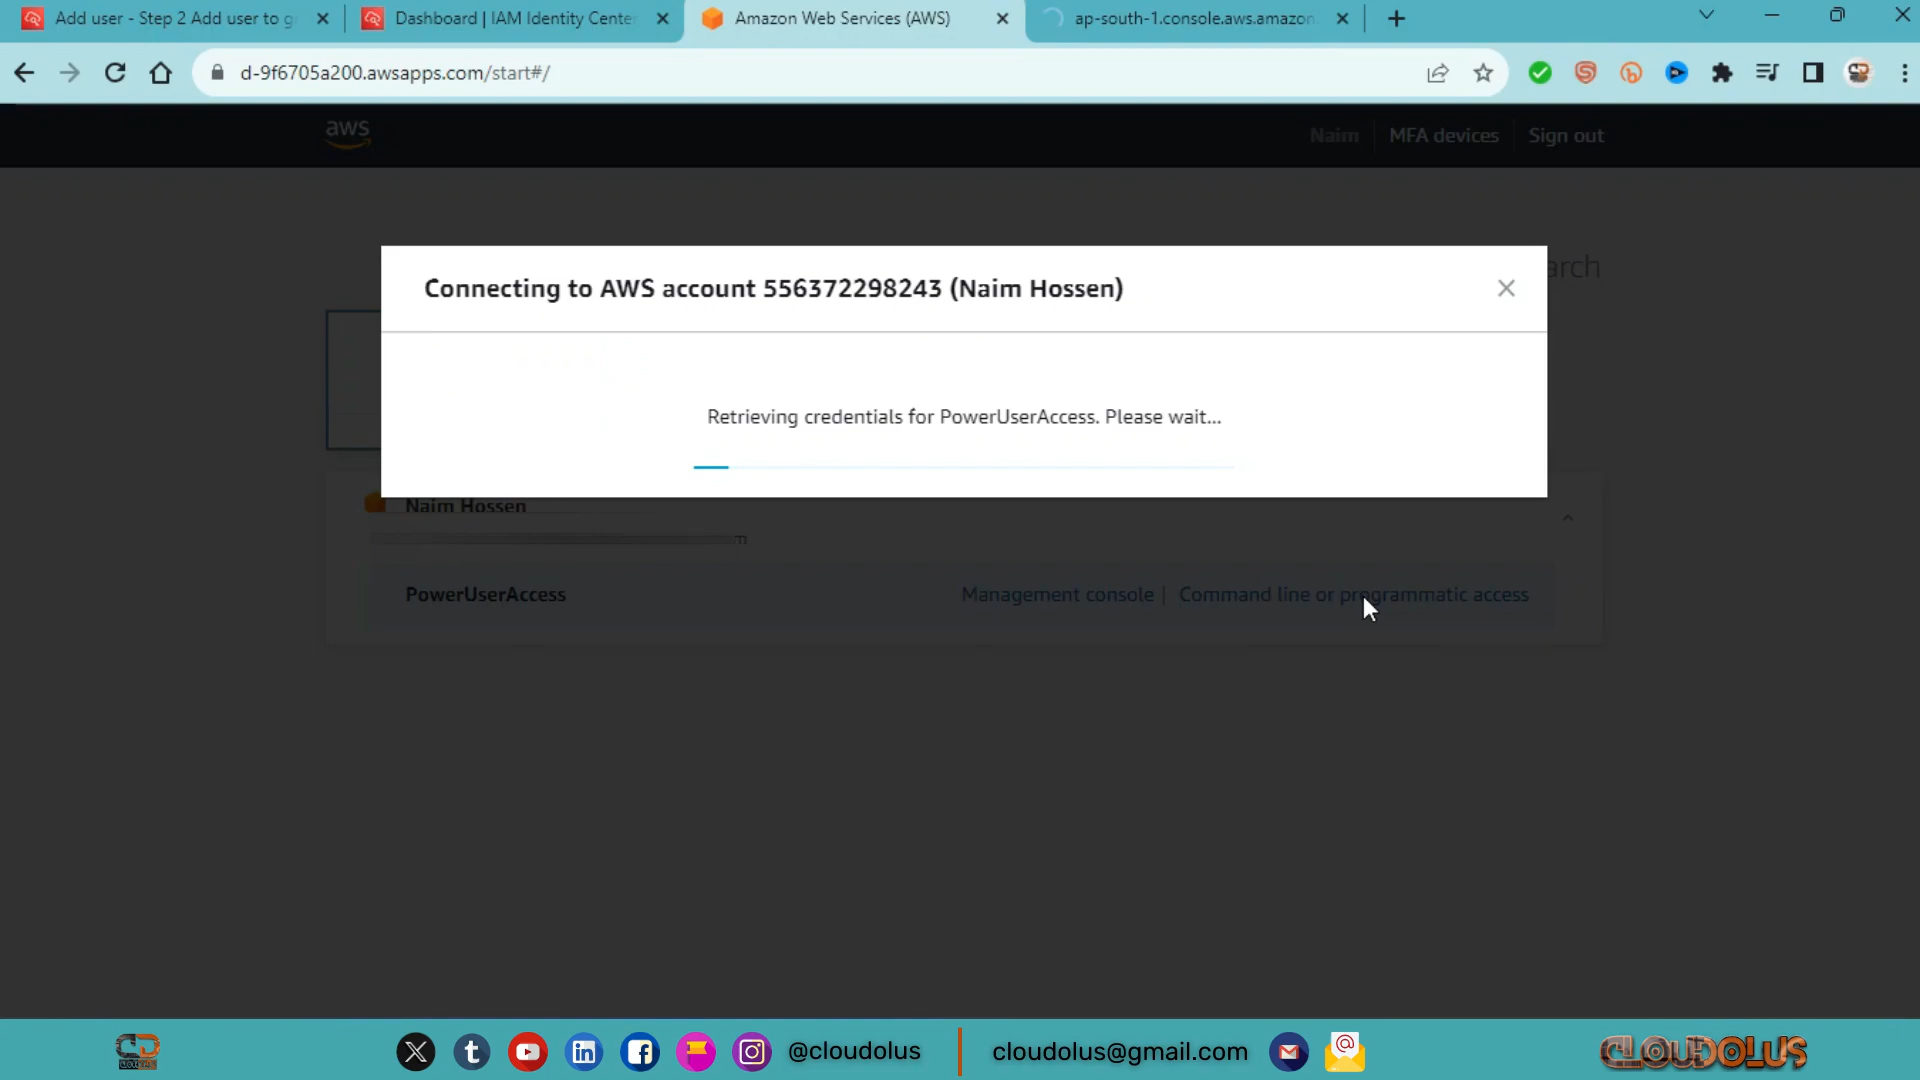 Add user - Step 2 Add user to g
Dashboard | IAM Identity Center
Amazon Web Services (AWS)
ap-south-1.console.aws.amazon.
d-9f6705a200.awsapps.com/start#/
aws
Naim
MFA devices
Sign out
arch
Connecting to AWS account 556372298243 (Naim Hossen)
Retrieving credentials for PowerUserAccess. Please wait...
Naim Hossen
PowerUserAccess
Management console | Command line or programmatic access
@cloudolus
cloudolus@gmail.com
CLOUDOLUS